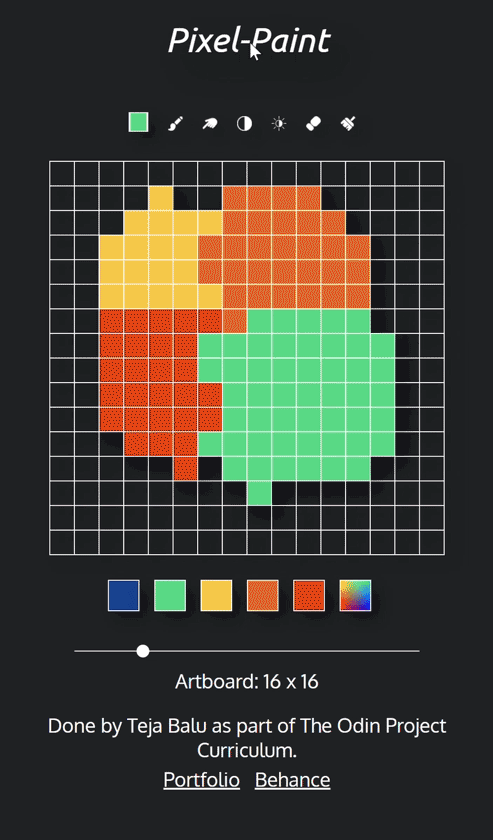 Pixel-Paint
Artboard: 16 x 16
Done by Teja Balu as part of The Odin Project
Curriculum.
Portfolio Behance